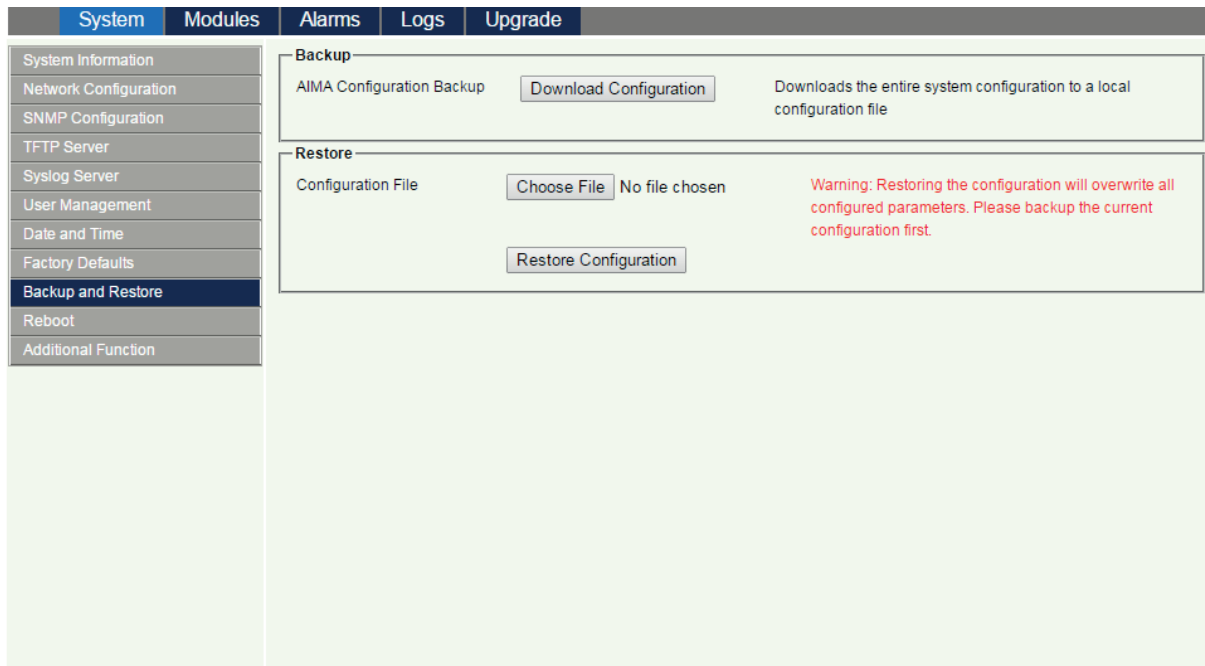 System Modules Alarms Logs Upgrade
System Information
Network Configuration
SNMP Configuration
TFTP Server
Syslog Server
User Management
Date and Time
Factory Defaults
Backup and Restore
Reboot
Additional Function
Backup
AIMA Configuration Backup Download Configuration Downloads the entire system configuration to a local
configuration file
Restore
Configuration File Choose File No file chosen Warning: Restoring the configuration will overwrite all
configured parameters. Please backup the current
configuration first.
Restore Configuration